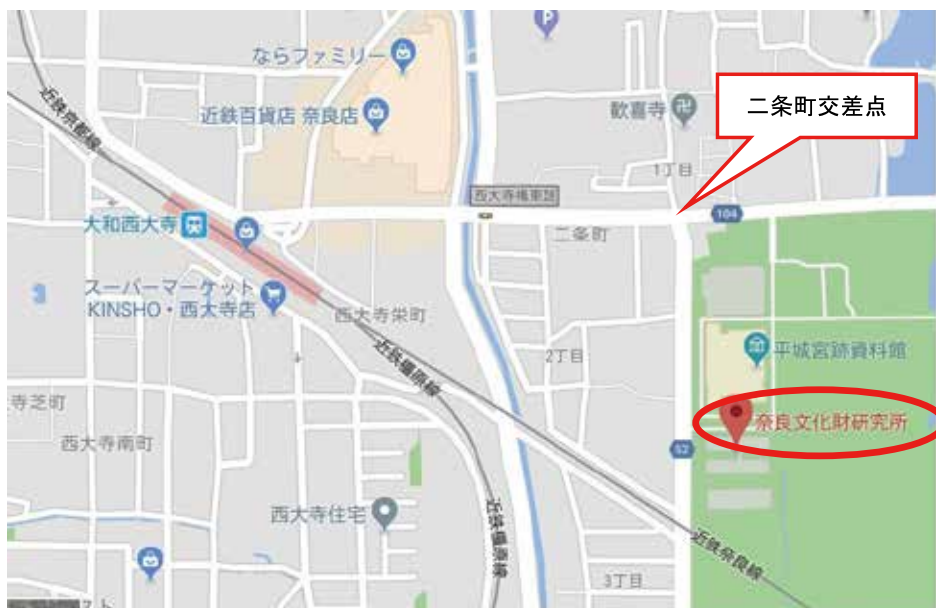 P
ならファミリー
近鉄京都線
近鉄百貨店 奈良店
歓喜寺
二条町交差点
1丁目
西大寺橋東詰
104
大和西大寺
二条町
スーパーマーケット
KINSHO・西大寺店
西大寺栄町
近鉄橿原線
2丁目
平城宮跡資料館
寺芝町
奈良文化財研究所
西大寺南町
52
西大寺住宅
近鉄橿原線
近鉄奈良線
3丁目
スト